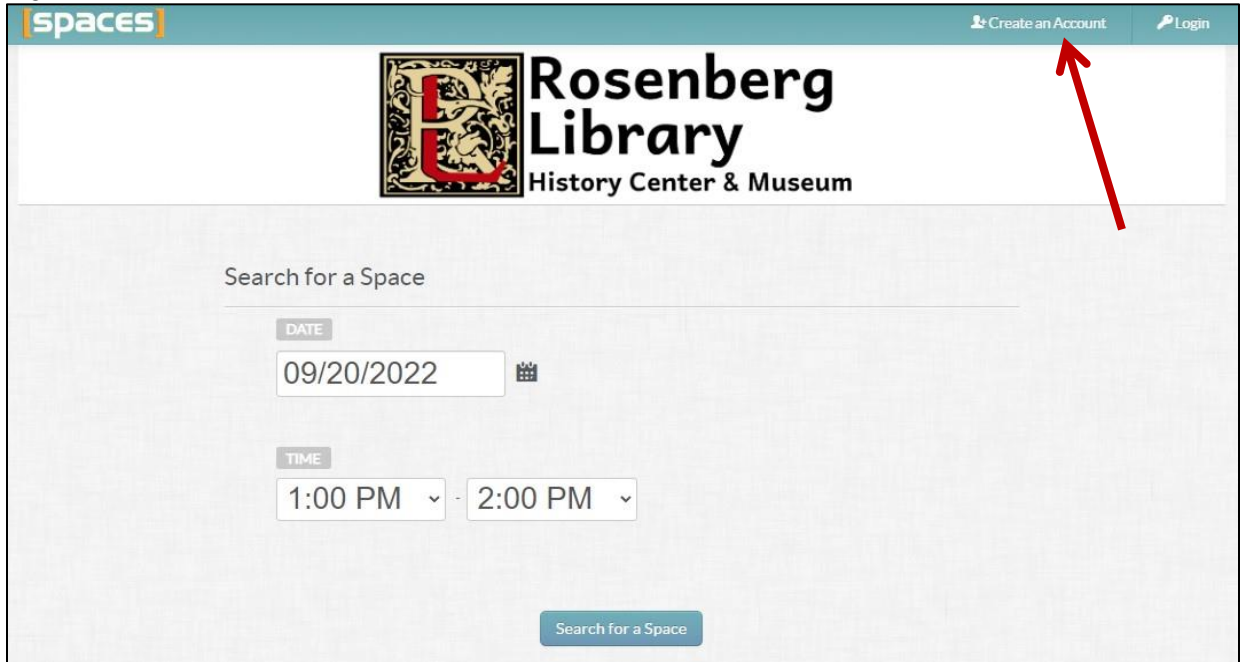 [spaces]
Create an Account
Login
Rosenberg
Library
History Center & Museum
Search for a Space
DATE
09/20/2022
TIME
1:00 PM - 2:00 PM
Search for a Space